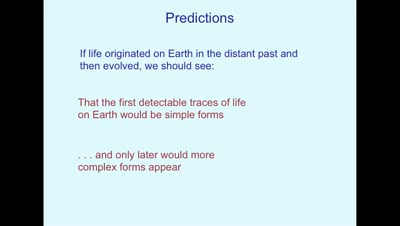 Predictions
If life originated on Earth in the distant past and
then evolved, we should see:
That the first detectable traces of life
on Earth would be simple forms
. . . and only later would more
complex forms appear